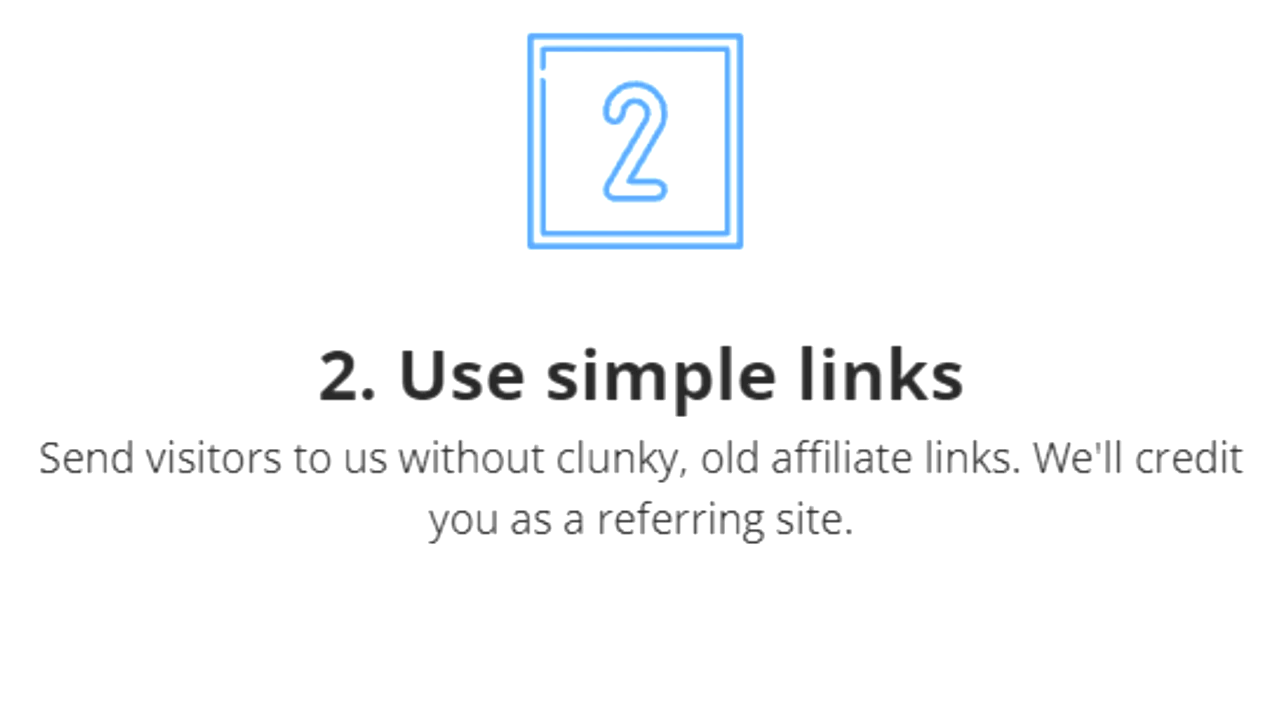 2
2. Use simple links
Send visitors to us without clunky, old affiliate links. We'll credit
you as a referring site.